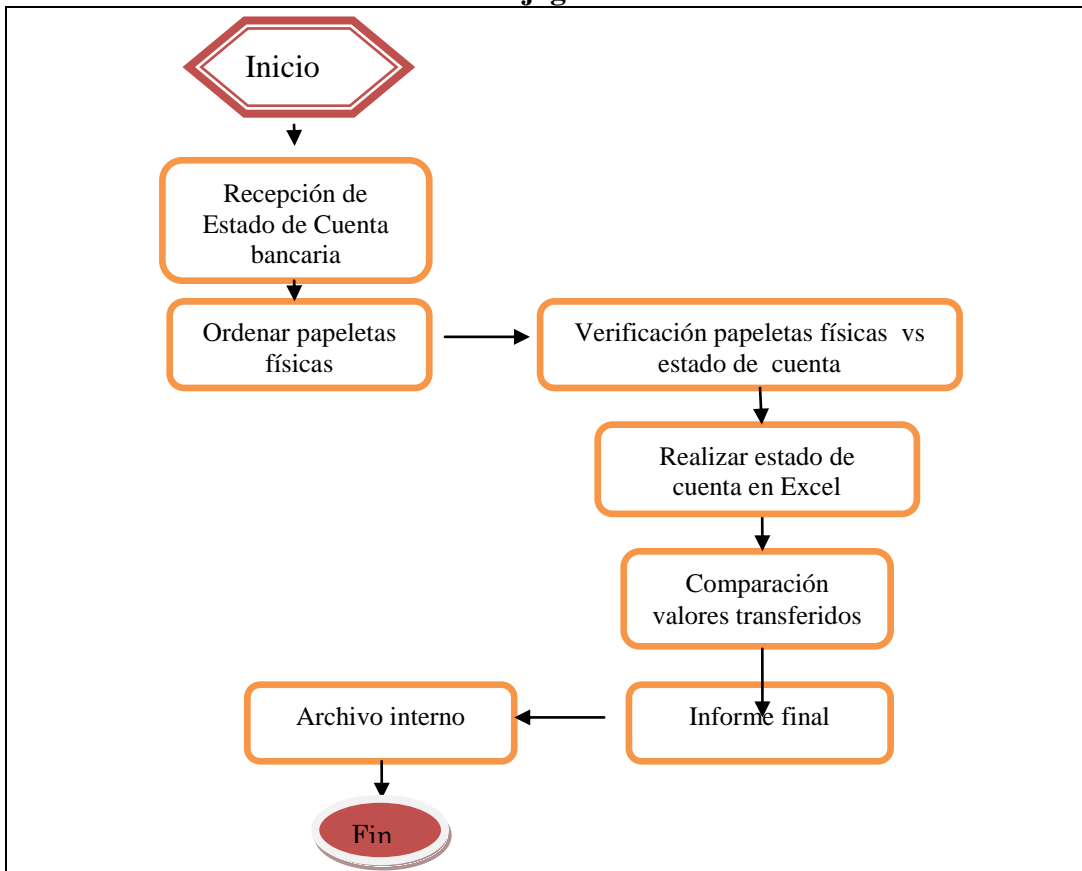 Inicio
Recepción de
Estado de Cuenta
bancaria
Ordenar papeletas
físicas
Verificación papeletas físicas vs
estado de cuenta
Realizar estado de
cuenta en Excel
Comparación
valores transferidos
Informe final
Archivo interno
Fin